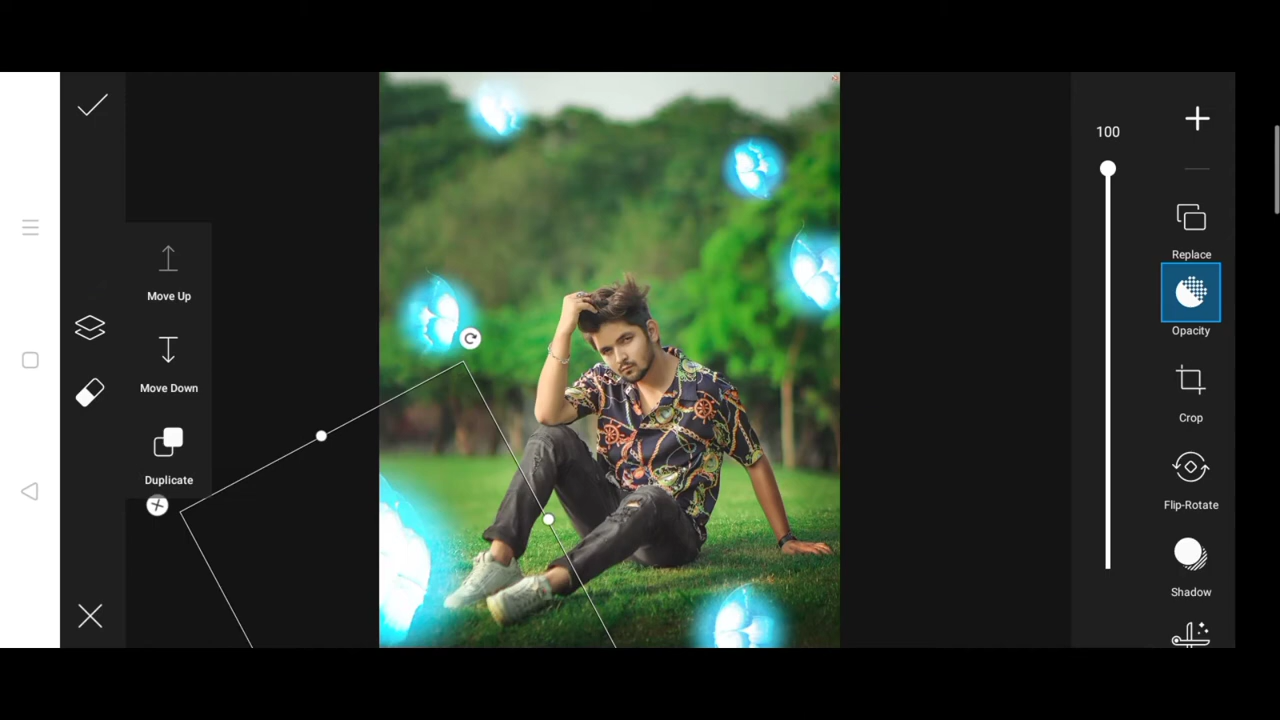 Move Up
Move Down
Duplicate
100
Replace
Opacity
Crop
Flip-Rotate
Shadow